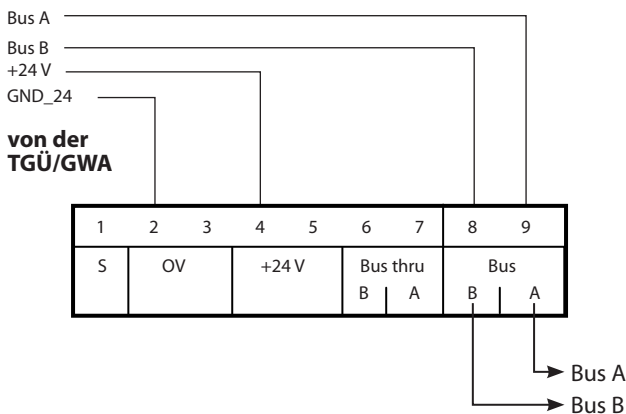 Bus A
Bus B
+24 V
GND_24
von der
TGÜ/GWA
1 2 3 4 5 6 7 8 9
S OV +24 V Bus thru Bus
B A B A
Bus A
Bus B